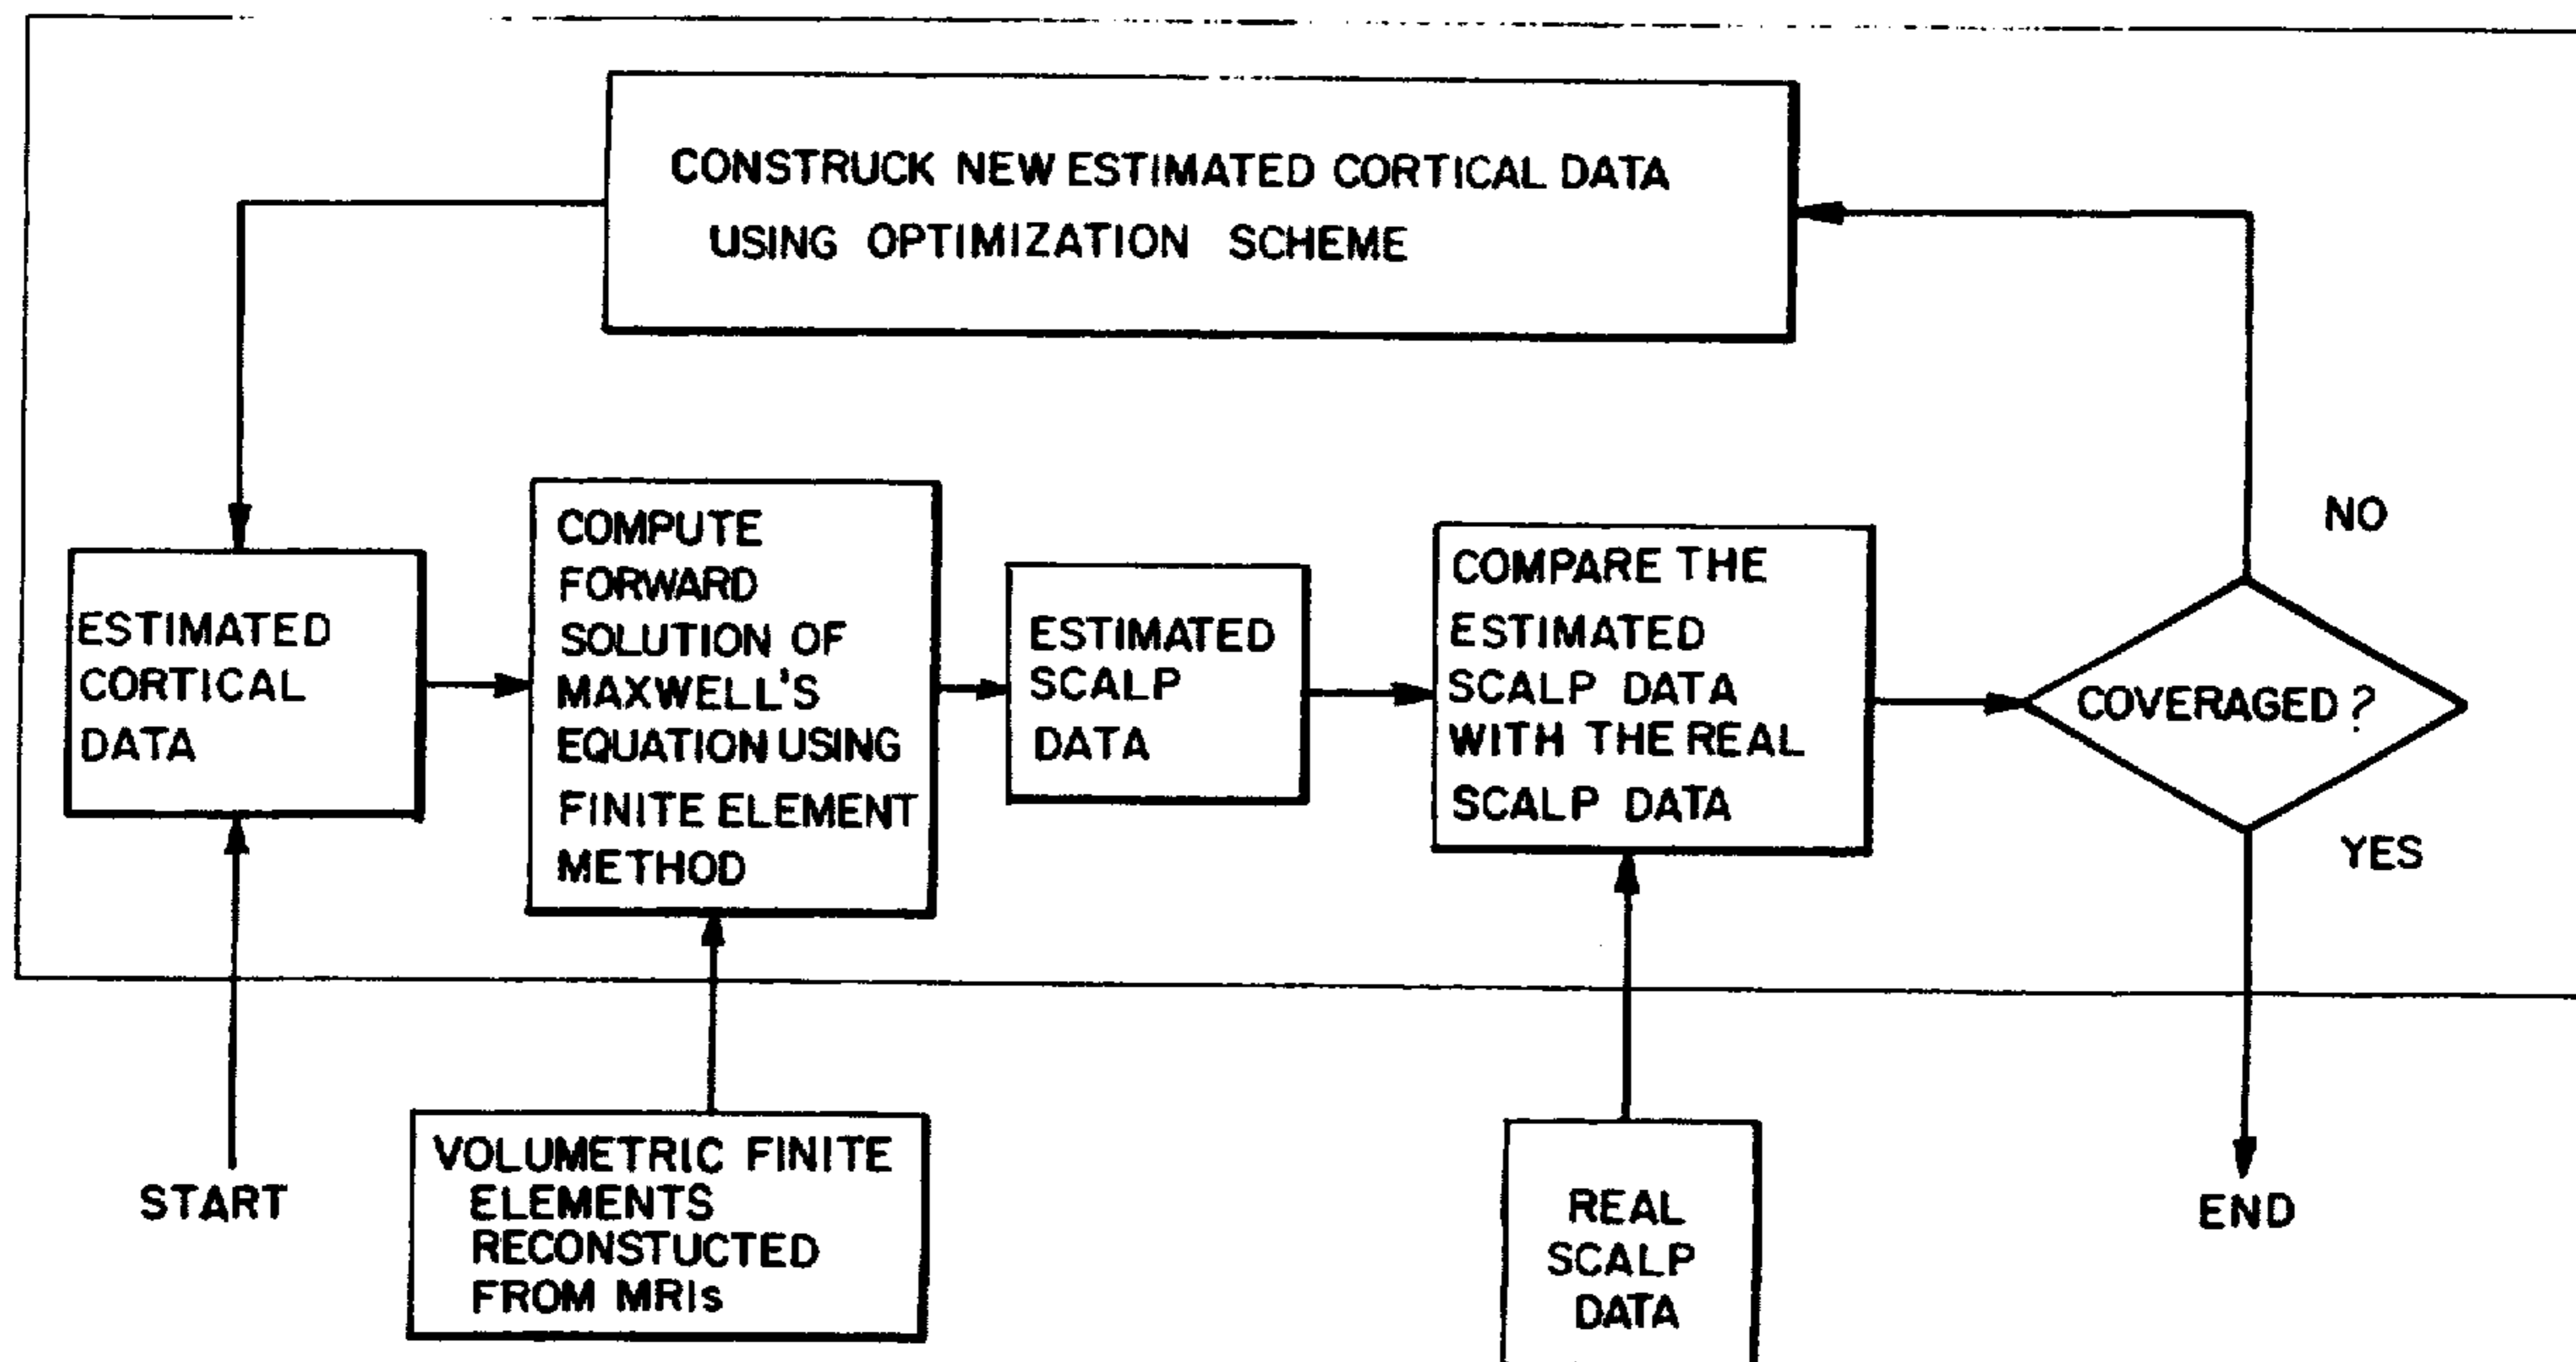 CONSTRUCK NEW ESTIMATED CORTICAL DATA
USING OPTIMIZATION SCHEME
ESTIMATED
CORTICAL
DATA
COMPUTE
FORWARD
SOLUTION OF
MAXWELL'S
EQUATION USING
FINITE ELEMENT
METHOD
ESTIMATED
SCALP
DATA
COMPARE THE
ESTIMATED
SCALP DATA
WITH THE REAL
SCALP DATA
COVERAGED?
NO
YES
START
VOLUMETRIC FINITE
ELEMENTS
RECONSTUCTED
FROM MRIs
REAL
SCALP
DATA
END